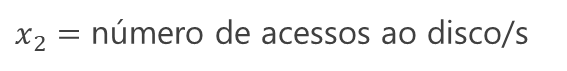 x₂ = número de acessos ao disco/s